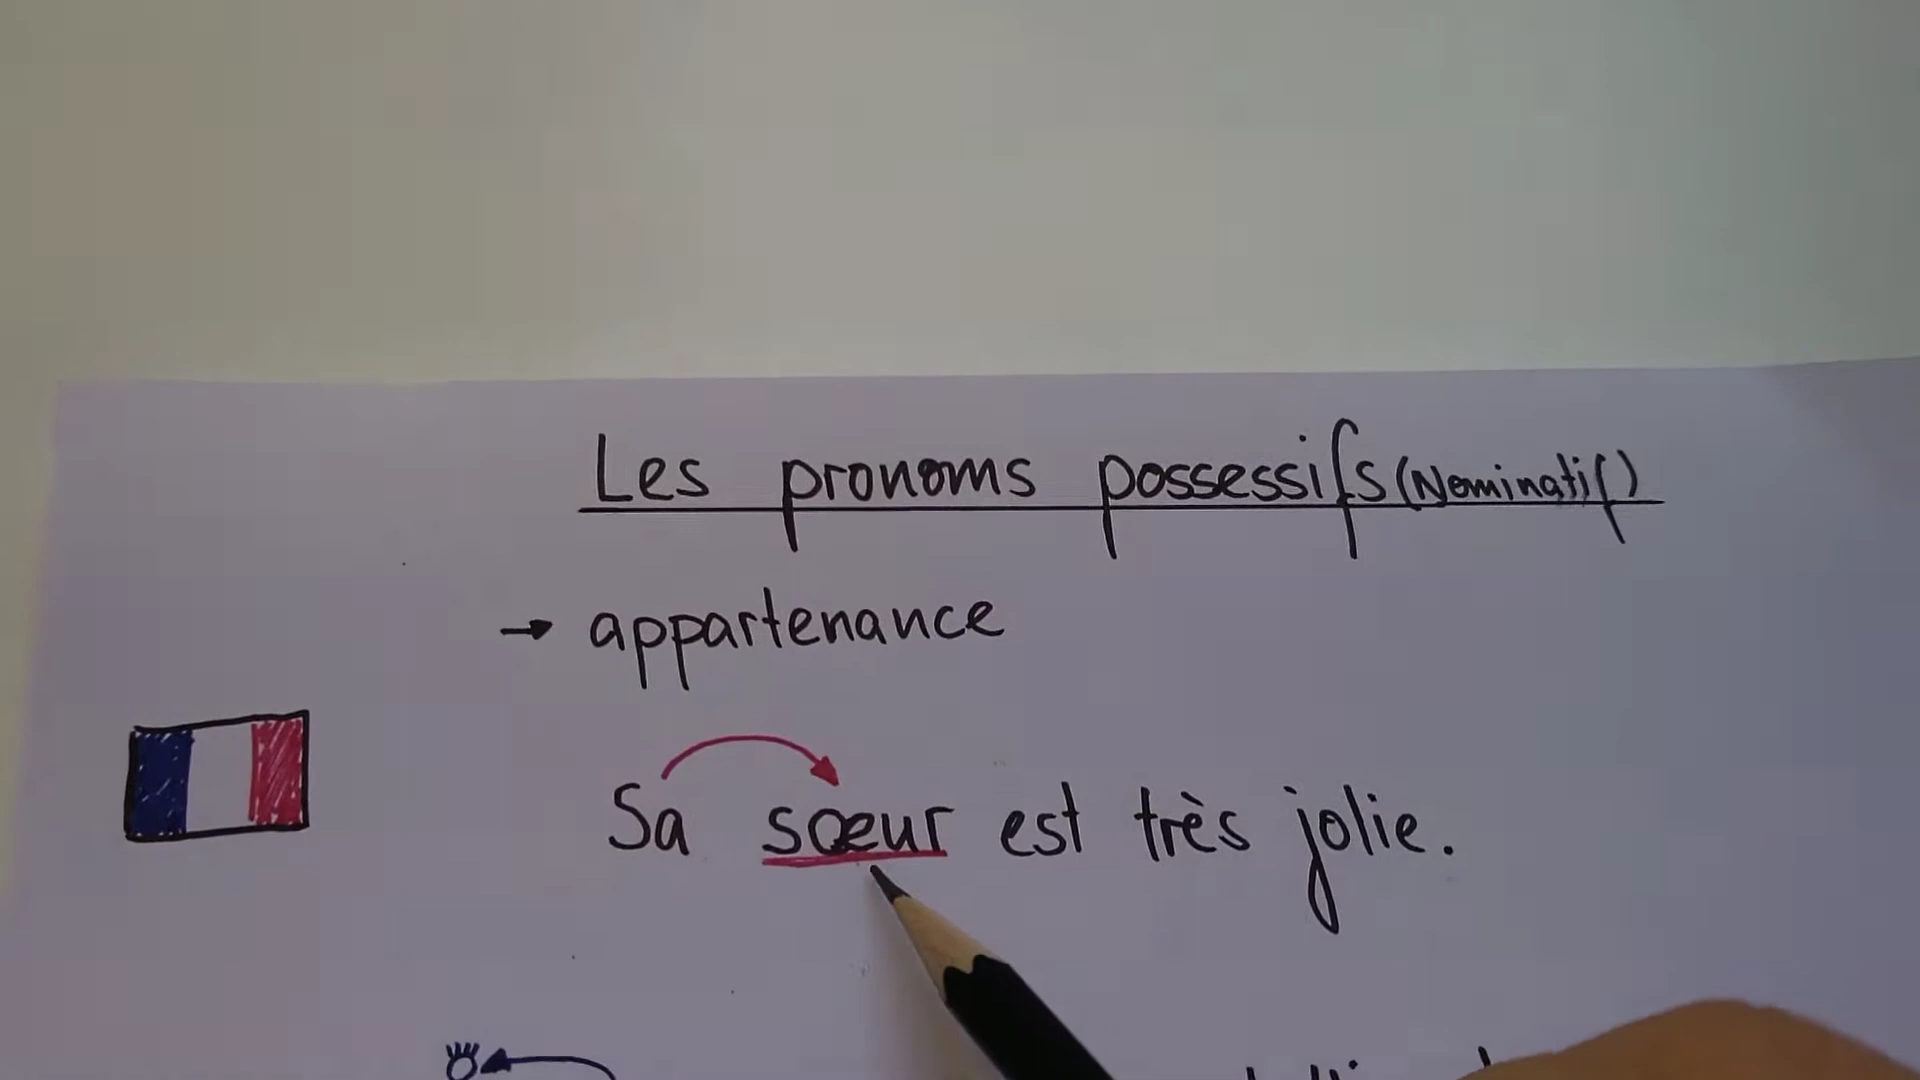 Les pronoms possessifs (Nominatif)
→ appartenance
Sa sœur est très jolie.